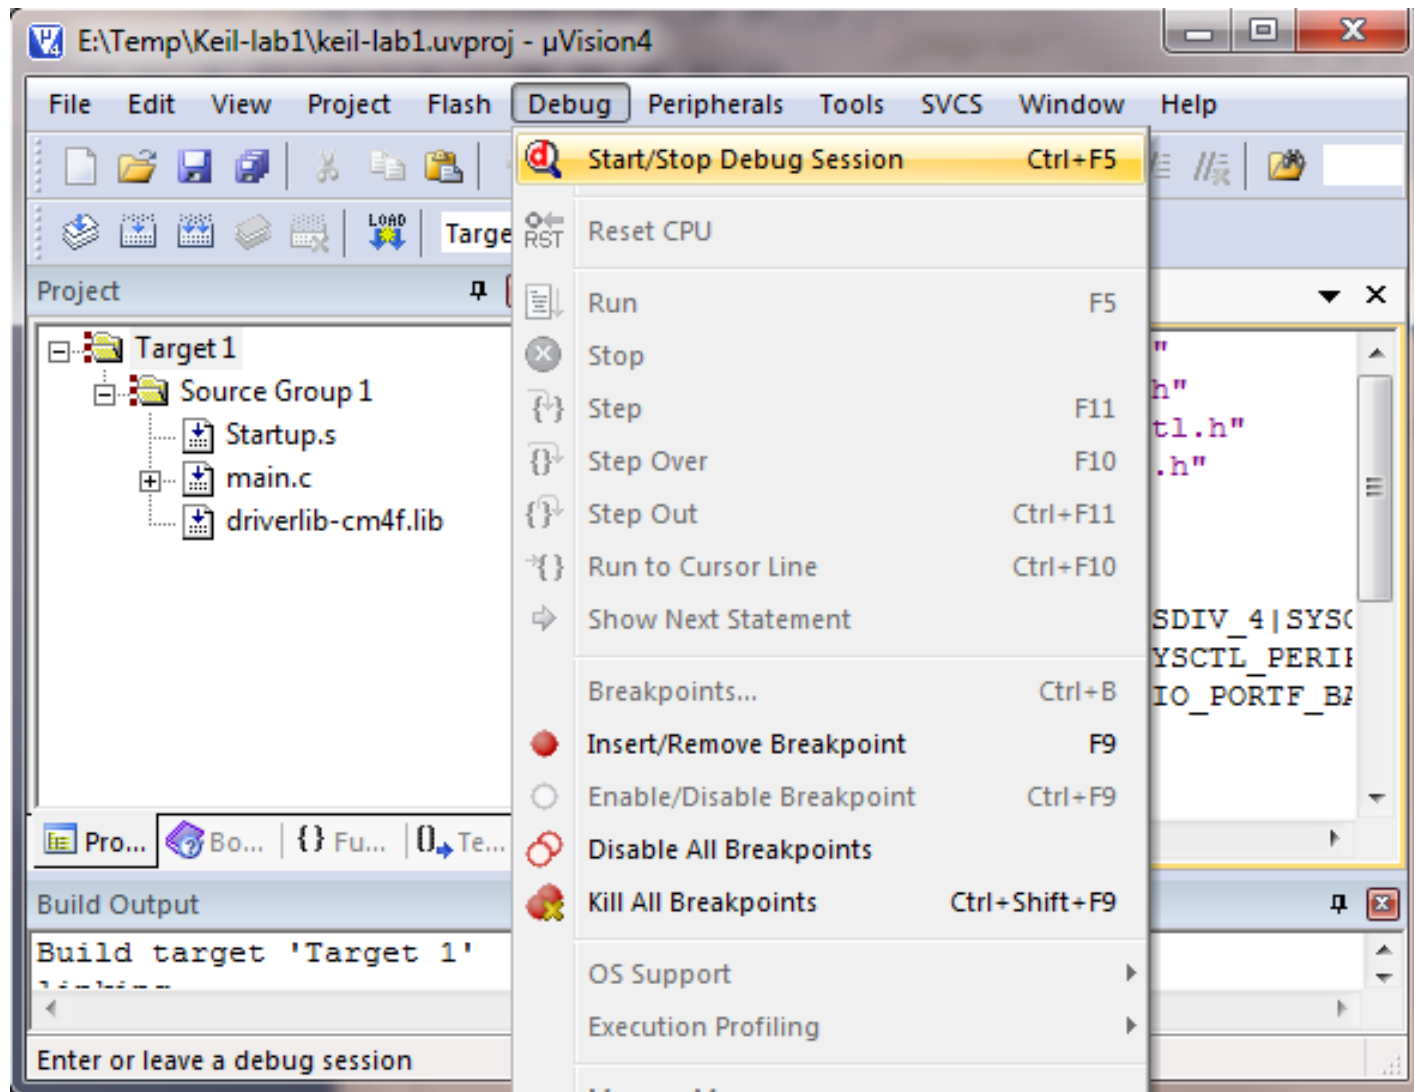 E:\Temp\Keil-lab1\keil-lab1.uvproj - µVision4
File Edit View Project Flash Debug Peripherals Tools SVCS Window Help
Start/Stop Debug Session Ctrl+F5
LOAD
RST Reset CPU
Project
Run F5
Target 1
"
Stop
Source Group 1
h"
Step F11
Startup.s
tl.h"
Step Over F10
.h"
main.c
Step Out Ctrl+F11
driverlib-cm4f.lib
Run to Cursor Line Ctrl+F10
Show Next Statement
SDIV_4|SYS
YSCTL_PERI
IO_PORTF_BA
Breakpoints... Ctrl+B
Insert/Remove Breakpoint F9
Enable/Disable Breakpoint Ctrl+F9
Pro... Bo... {} Fu... Te...
Disable All Breakpoints
Kill All Breakpoints Ctrl+Shift+F9
Build Output
Build target 'Target 1'
OS Support
Execution Profiling
Enter or leave a debug session